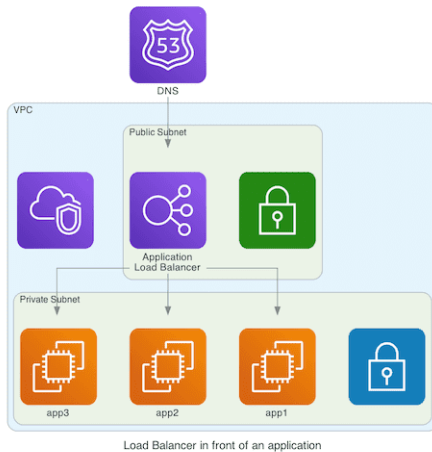 53
DNS
VPC
Public Subnet
Application
Load Balancer
Private Subnet
app3
app2
app1
Load Balancer in front of an application